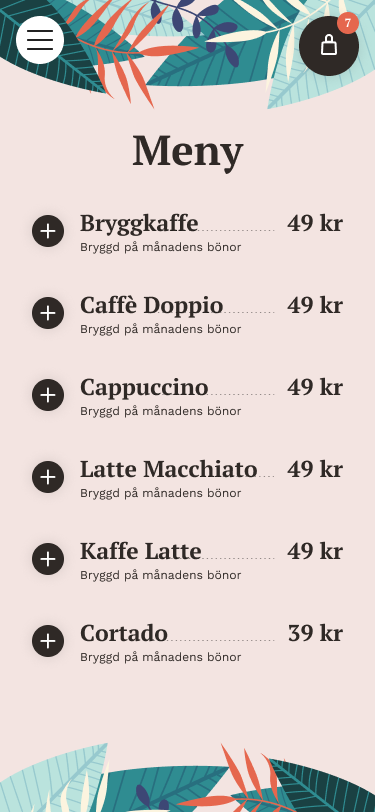 7
Meny
Bryggkaffe 49 kr
Bryggd på månadens bönor
Caffè Doppio 49 kr
Bryggd på månadens bönor
Cappuccino 49 kr
Bryggd på månadens bönor
Latte Macchiato 49 kr
Bryggd på månadens bönor
Kaffe Latte 49 kr
Bryggd på månadens bönor
Cortado 39 kr
Bryggd på månadens bönor